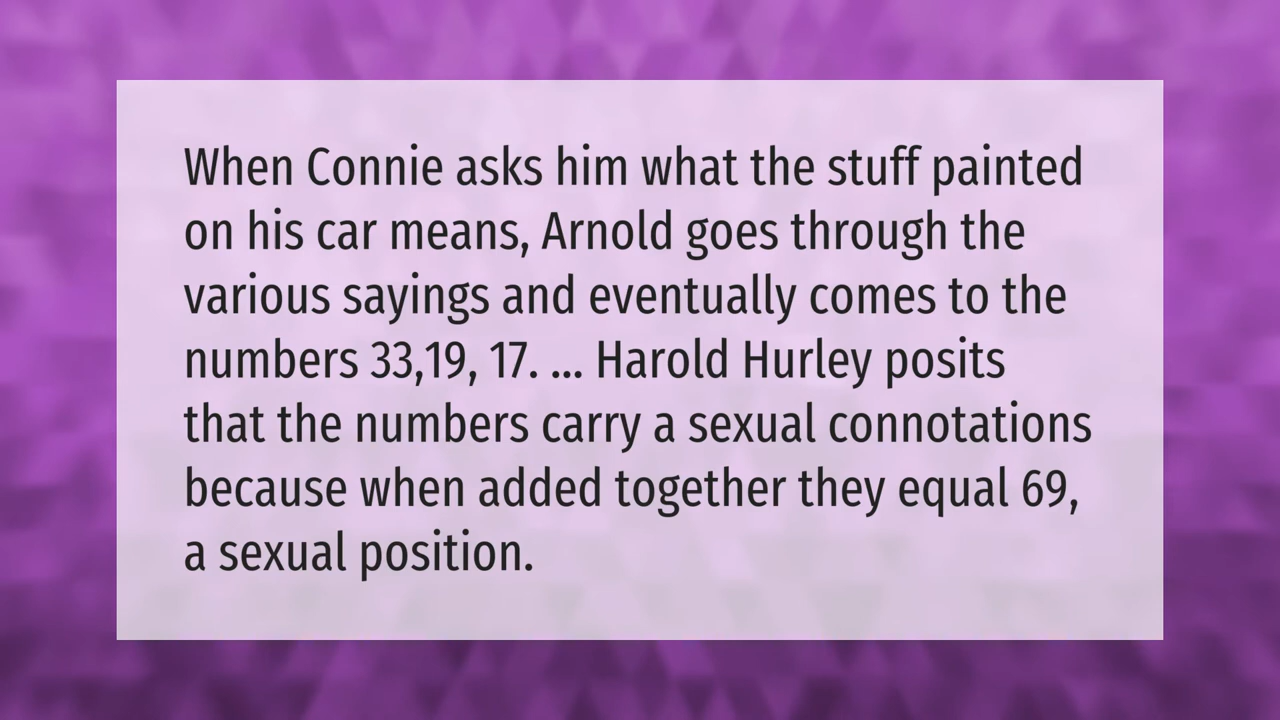 When Connie asks him what the stuff painted
on his car means, Arnold goes through the
various sayings and eventually comes to the
numbers 33,19, 17. ... Harold Hurley posits
that the numbers carry a sexual connotations
because when added together they equal 69,
a sexual position.